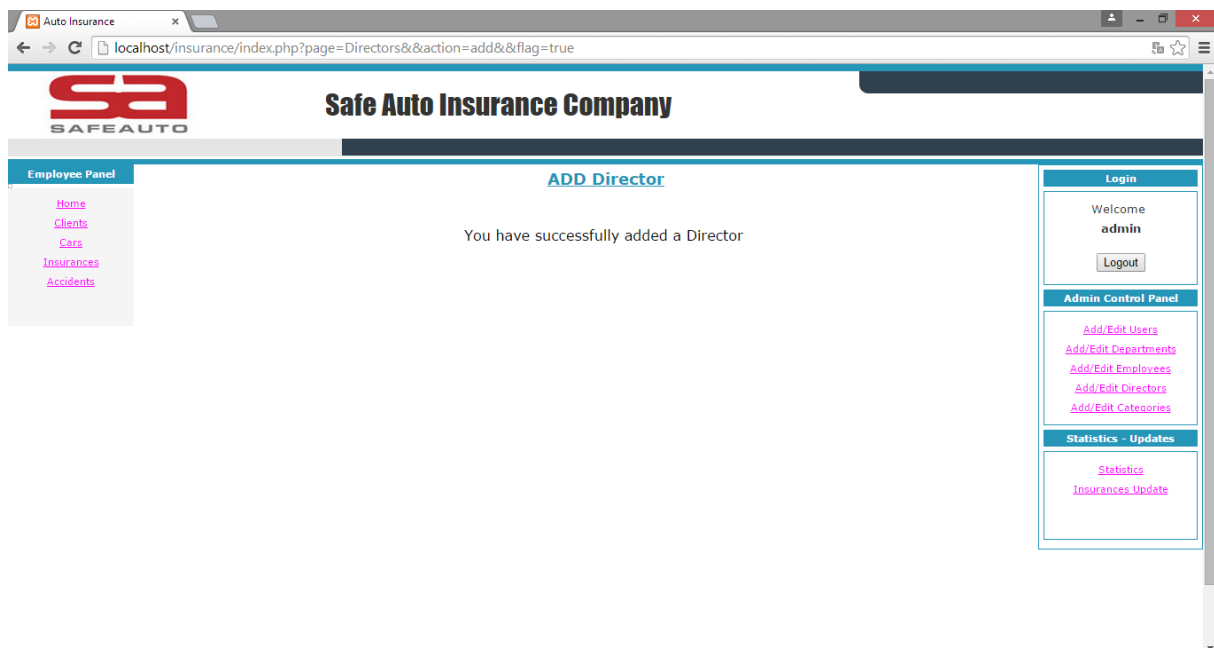 Auto Insurance
localhost/insurance/index.php?page=Directors&&action=add&&flag=true
sa
SAFEAUTO
Safe Auto Insurance Company
Employee Panel
Home
Clients
Cars
Insurances
Accidents
ADD Director
You have successfully added a Director
Login
Welcome
admin
Logout
Admin Control Panel
Add/Edit Users
Add/Edit Departments
Add/Edit Employees
Add/Edit Directors
Add/Edit Categories
Statistics - Updates
Statistics
Insurances Update